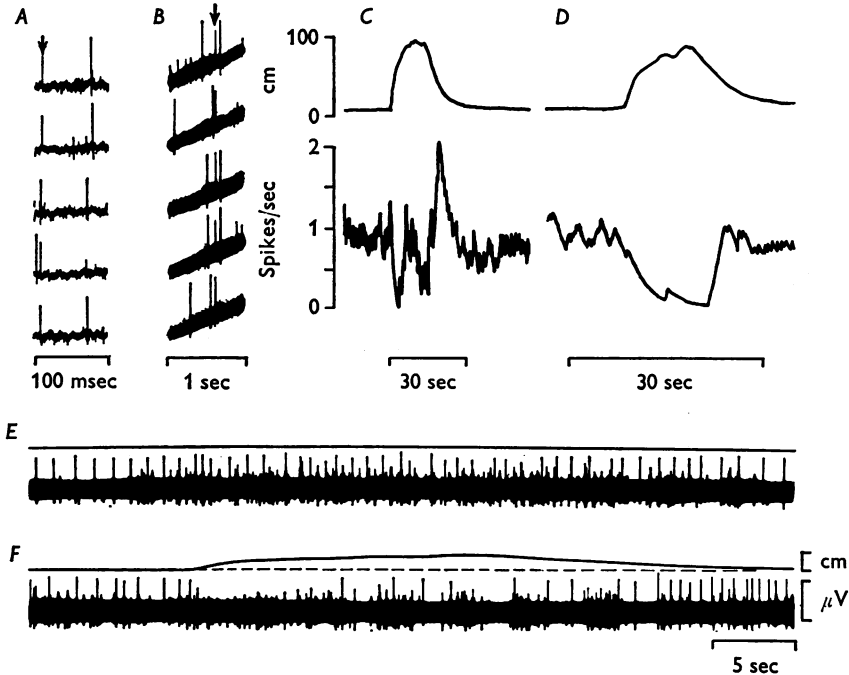 A B C D
100
cm
0
2
Spikes/sec
1
0
100 msec 1 sec 30 sec 30 sec
E
F
cm
μV
5 sec